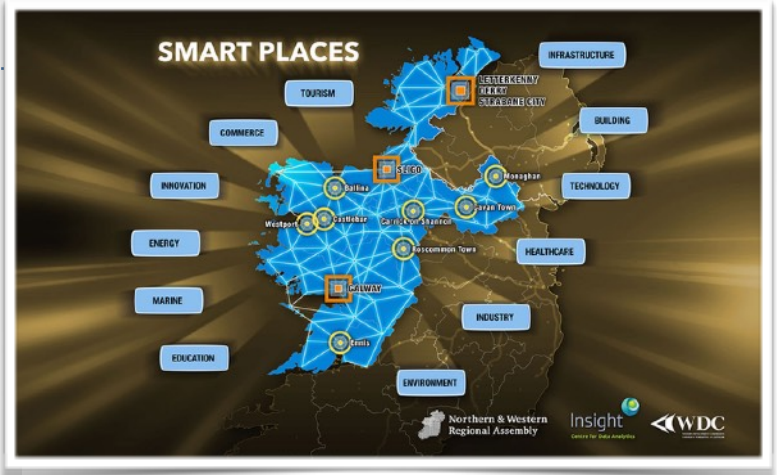 SMART PLACES
INFRASTRUCTURE
LETTERKENNY
DERRY
STRABANE CITY
TOURISM
BUILDING
COMMERCE
SLIGO
Monaghan
INNOVATION
Ballina
TECHNOLOGY
Cavan Town
Westport
Castlebar
Carrick on Shannon
ENERGY
Roscommon Town
HEALTHCARE
MARINE
GALWAY
INDUSTRY
Ennis
EDUCATION
ENVIRONMENT
Northern & Western
Regional Assembly
Insight
Centre for Data Analytics
WDC